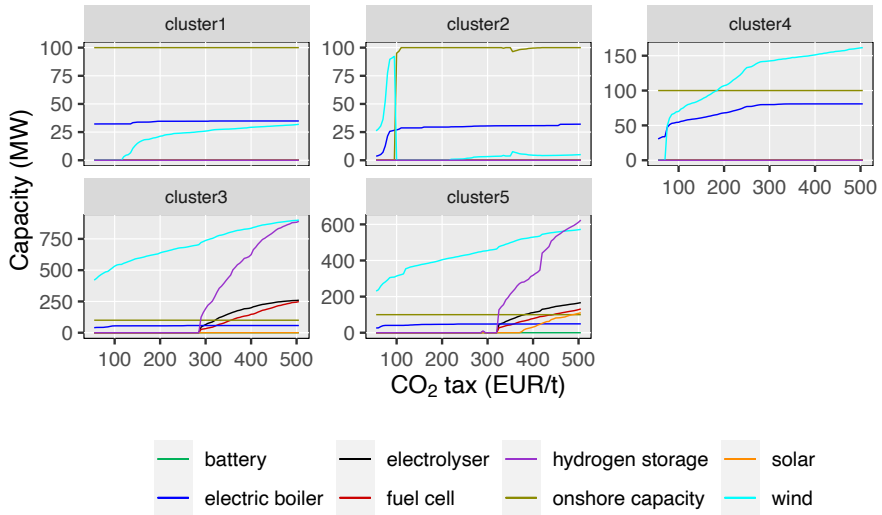 cluster1
cluster2
cluster4
100
75
50
25
0
100
75
50
25
0
150
100
50
0
100 200 300 400 500
cluster3
cluster5
Capacity (MW)
750
500
250
0
600
400
200
0
100 200 300 400 500
100 200 300 400 500
CO2 tax (EUR/t)
battery
electrolyser
hydrogen storage
solar
electric boiler
fuel cell
onshore capacity
wind